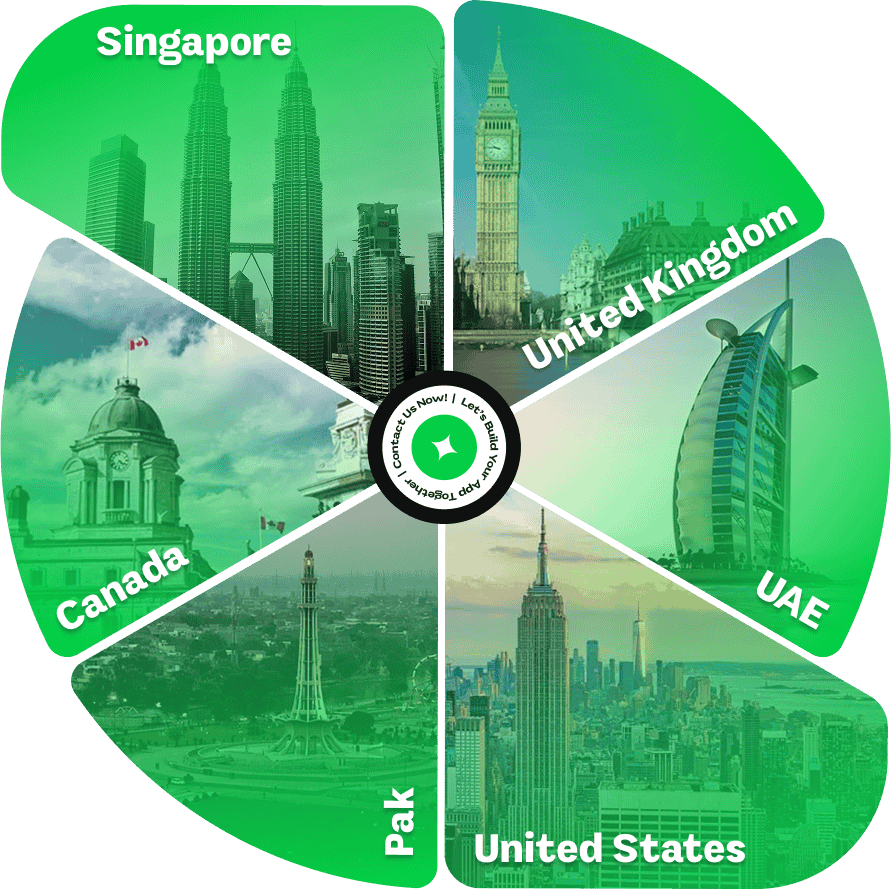 Singapore
United Kingdom
UAE
Canada
Contact Us Now! | Let's Build Your App Together |
Pak
United States